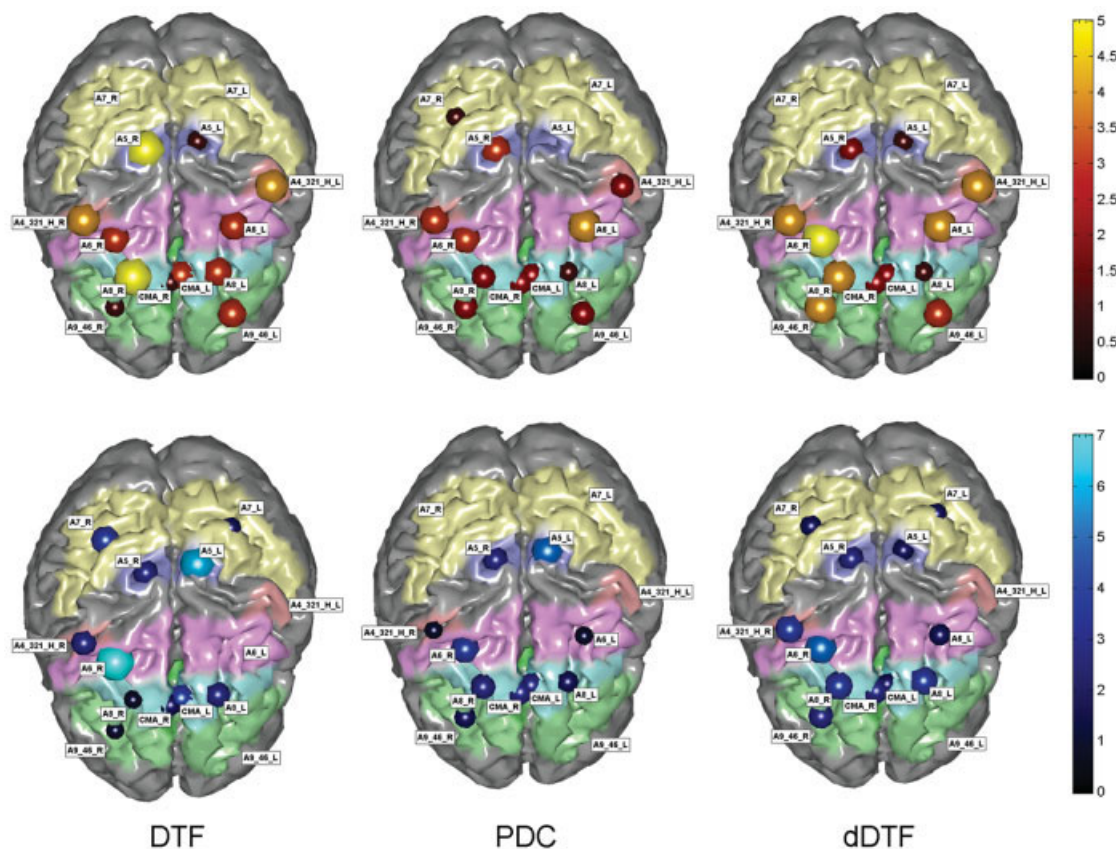 A7_R
A7_L
A5_R
A5_L
A4_321_H_L
A4_321_H_R
A6_R
A6_L
A8_R
CMA_R
CMA_L
A8_L
A9_46_R
A9_46_L
A7_R
A7_L
A5_R
A5_L
A4_321_H_L
A4_321_H_R
A6_R
A6_L
A8_R
CMA_R
CMA_L
A8_L
A9_46_R
A9_46_L
A7_R
A7_L
A5_R
A5_L
A4_321_H_L
A4_321_H_R
A6_R
A6_L
A8_R
CMA_R
CMA_L
A8_L
A9_46_R
A9_46_L
5
4.5
4
3.5
3
2.5
2
1.5
1
0.5
0
A7_R
A7_L
A5_R
A5_L
A4_321_H_L
A4_321_H_R
A6_R
A6_L
A8_R
CMA_R
CMA_L
A8_L
A9_46_R
A9_46_L
A7_R
A7_L
A5_R
A5_L
A4_321_H_L
A4_321_H_R
A6_R
A6_L
A8_R
CMA_R
CMA_L
A8_L
A9_46_R
A9_46_L
A7_R
A7_L
A5_R
A5_L
A4_321_H_L
A4_321_H_R
A6_R
A6_L
A8_R
CMA_R
CMA_L
A8_L
A9_46_R
A9_46_L
7
6
5
4
3
2
1
0
DTF PDC dDTF